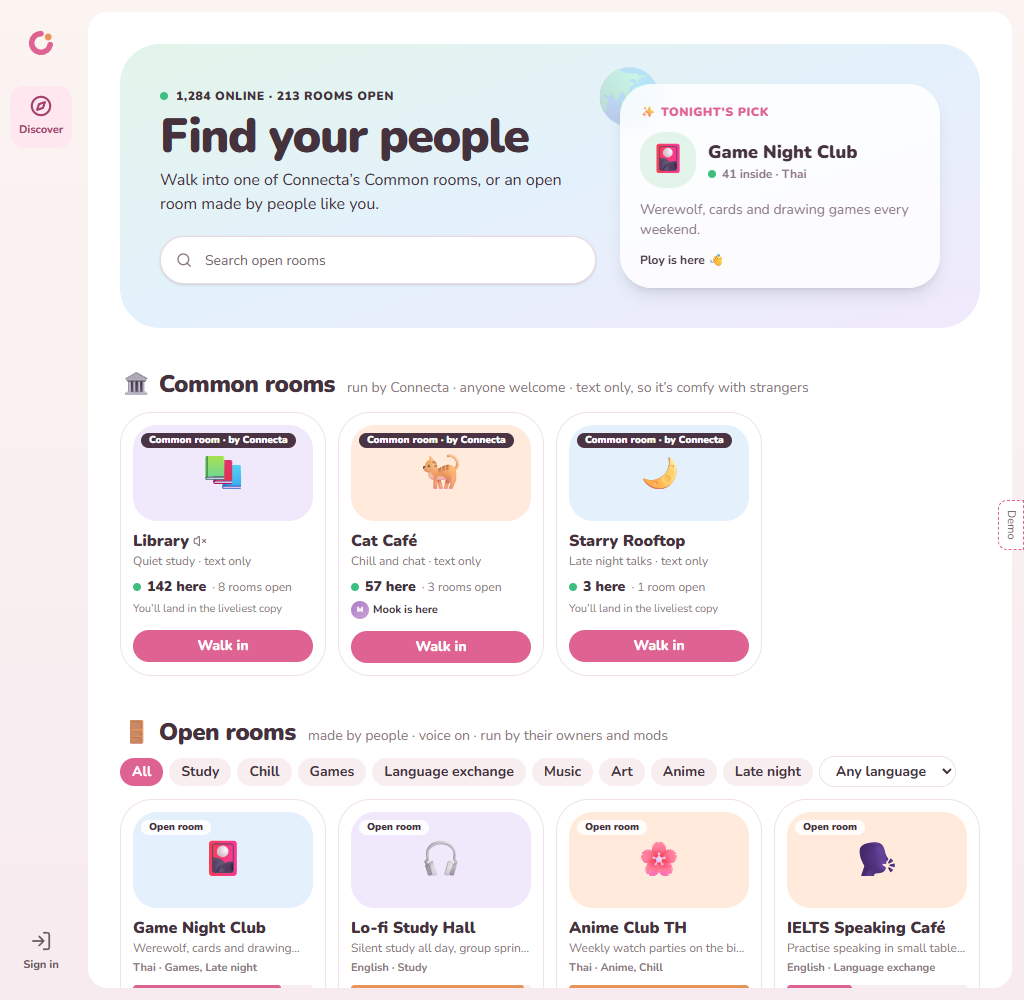 1,284 ONLINE · 213 ROOMS OPEN
Find your people
Walk into one of Connecta's Common rooms, or an open
room made by people like you.
Search open rooms
TONIGHT'S PICK
Game Night Club
41 inside · Thai
Werewolf, cards and drawing games every
weekend.
Ploy is here
Discover
Common rooms run by Connecta · anyone welcome · text only, so it's comfy with strangers
Common room · by Connecta
Library
Quiet study · text only
142 here · 8 rooms open
You'll land in the liveliest copy
Walk in
Common room · by Connecta
Cat Café
Chill and chat · text only
57 here · 3 rooms open
M Mook is here
Walk in
Common room · by Connecta
Starry Rooftop
Late night talks · text only
3 here · 1 room open
You'll land in the liveliest copy
Walk in
Demo
Open rooms made by people · voice on · run by their owners and mods
All Study Chill Games Language exchange Music Art Anime Late night Any language
Open room
Game Night Club
Werewolf, cards and drawing...
Thai · Games, Late night
Open room
Lo-fi Study Hall
Silent study all day, group sprin...
English · Study
Open room
Anime Club TH
Weekly watch parties on the bi...
Thai · Anime, Chill
Open room
IELTS Speaking Café
Practise speaking in small table...
English · Language exchange
Sign in